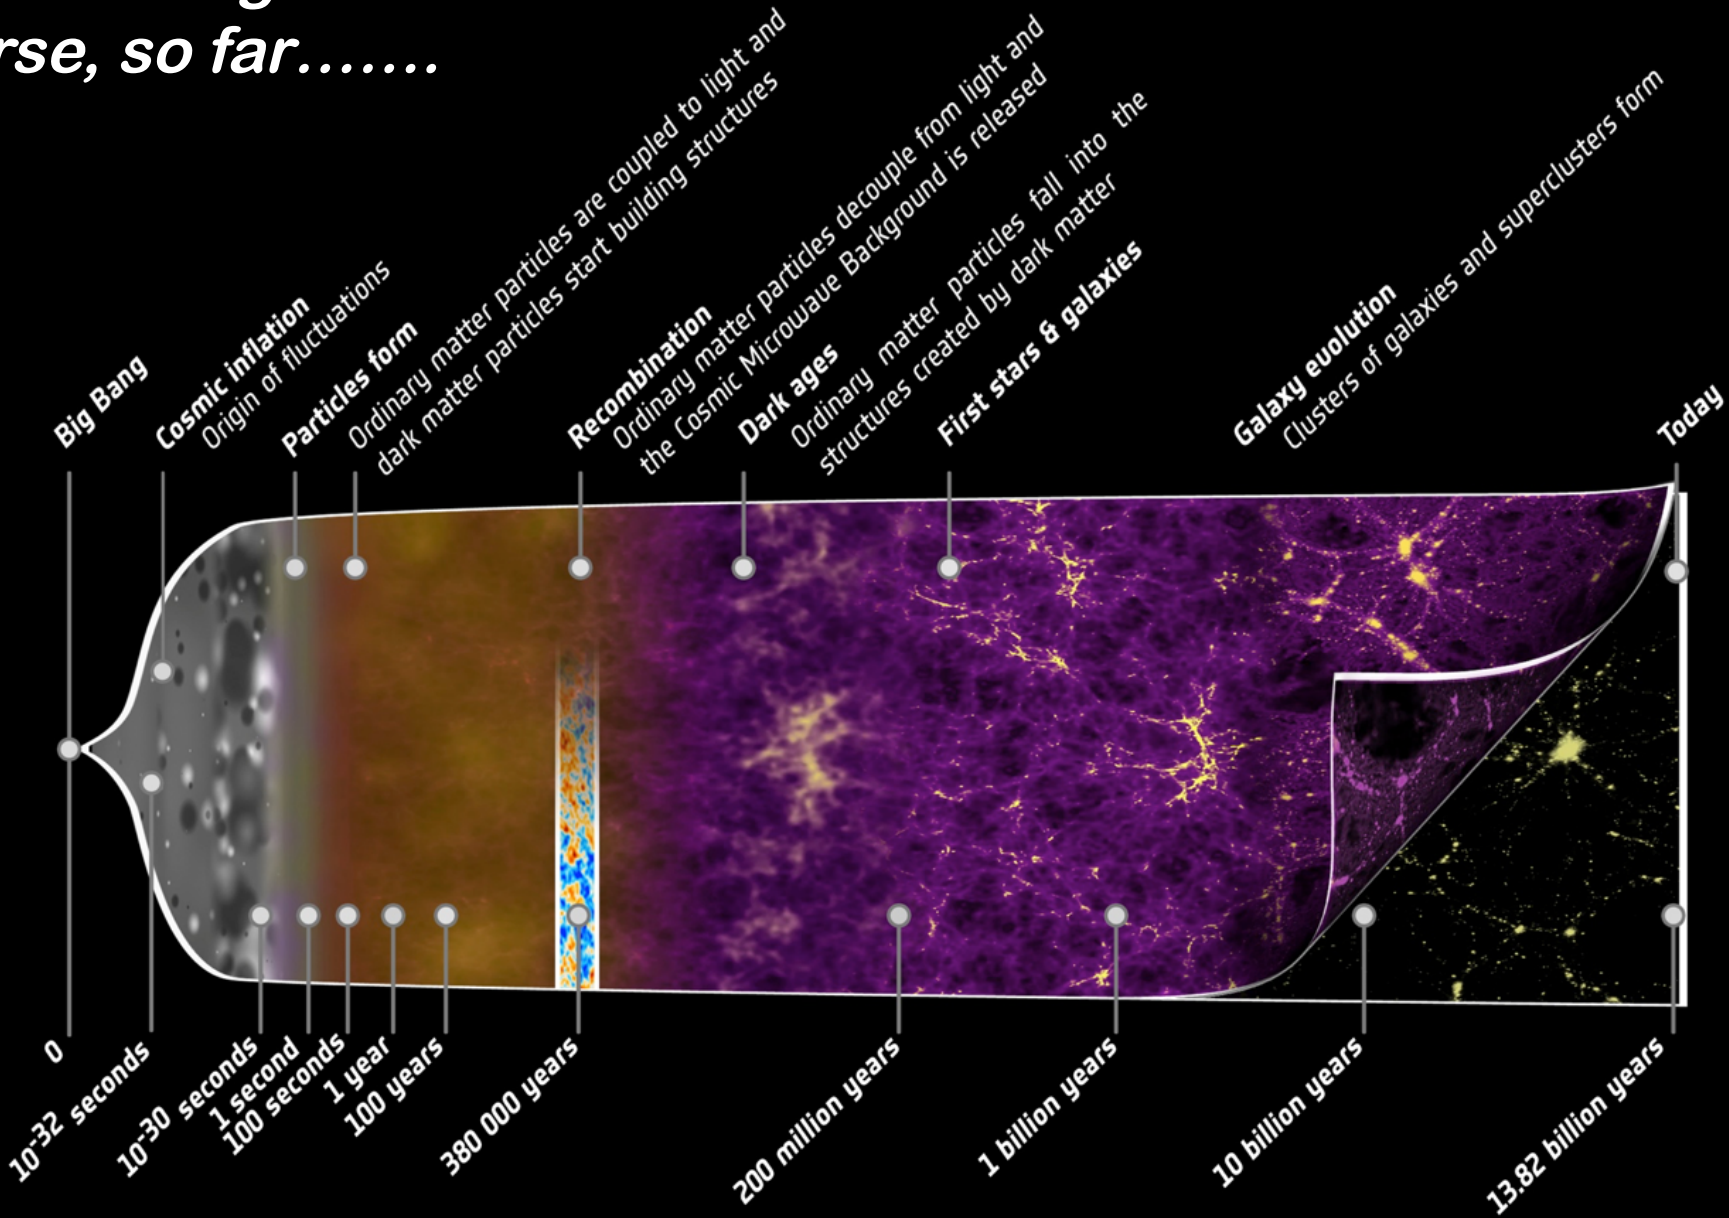 rse, so far.......
Big Bang
Cosmic inflation
Origin of fluctuations
Particles form
Ordinary matter particles are coupled to light and
dark matter particles start building structures
Recombination
Ordinary matter particles decouple from light and
the Cosmic Microwave Background is released
Dark ages
Ordinary matter particles fall into the
structures created by dark matter
First stars & galaxies
Galaxy evolution
Clusters of galaxies and superclusters form
Today
0
10-32 seconds
10-30 seconds
1 second
100 seconds
1 year
100 years
380 000 years
200 million years
1 billion years
10 billion years
13.82 billion years